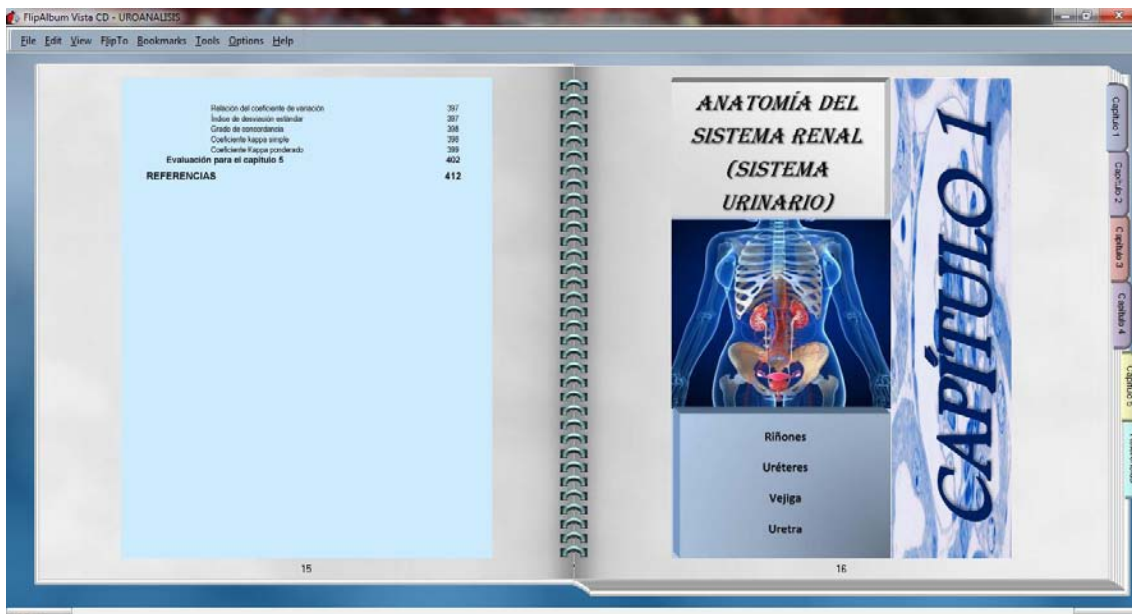 FlipAlbum Vista CD - UROANALISIS
File Edit View FlipTo Bookmarks Tools Options Help
Relación del coeficiente de variación 397
Índice de desviación estándar 397
Grado de concordancia 398
Coeficiente kappa simple 398
Coeficiente Kappa ponderado 399
Evaluación para el capítulo 5 402
REFERENCIAS 412
15
ANATOMÍA DEL
SISTEMA RENAL
(SISTEMA
URINARIO)
CAPÍTULO 1
Riñones
Uréteres
Vejiga
Uretra
16
Capítulo 1
Capítulo 2
Capítulo 3
Capítulo 4
Capítulo 5